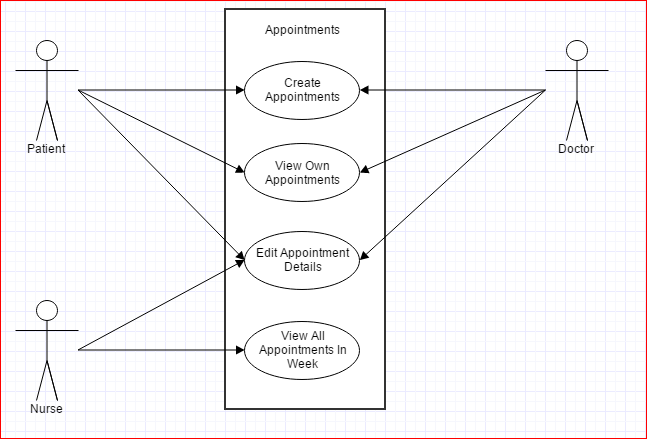 Appointments
Create
Appointments
Patient
Doctor
View Own
Appointments
Edit Appointment
Details
View All
Appointments In
Week
Nurse